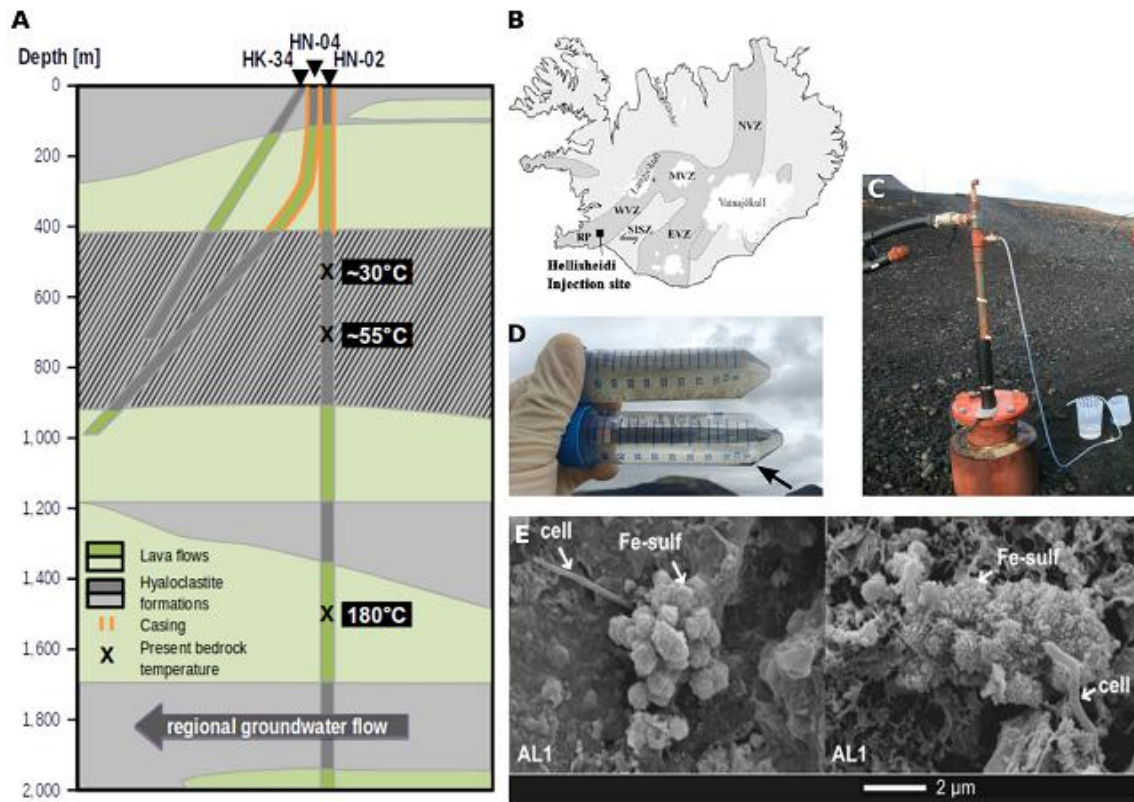 A
Depth [m]
HK-34
HN-04
HN-02
0
200
400
600
800
1,000
1,200
1,400
1,600
1.800
2,000
~30°C
~55°C
180°C
Lava flows
Hyaloclastite
formations
Casing
X Present bedrock
temperature
regional groundwater flow
B
NVZ
MVZ
Vatnajökull
WVZ
SISZ
EVZ
RP
Hellisheidi
Injection site
C
D
E
cell
Fe-sulf
AL1
Fe-sulf
cell
AL1
2 µm